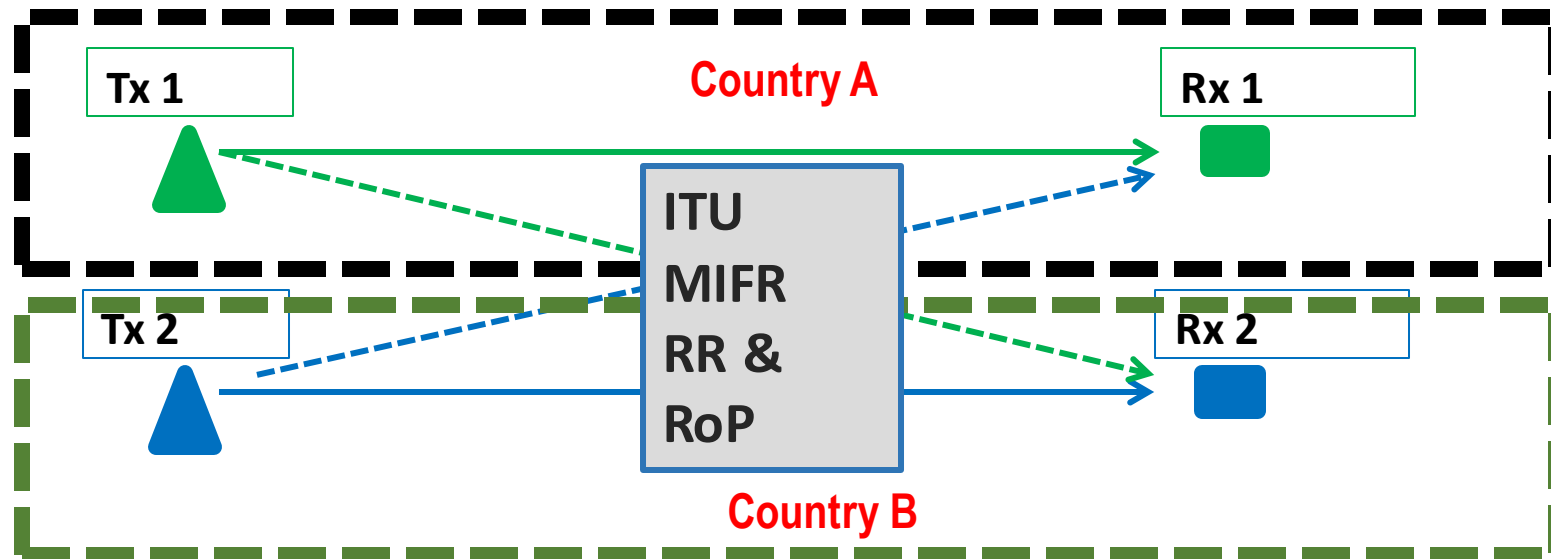 Tx 1
Country A
Rx 1
ITU
MIFR
RR &
RoP
Tx 2
Rx 2
Country B